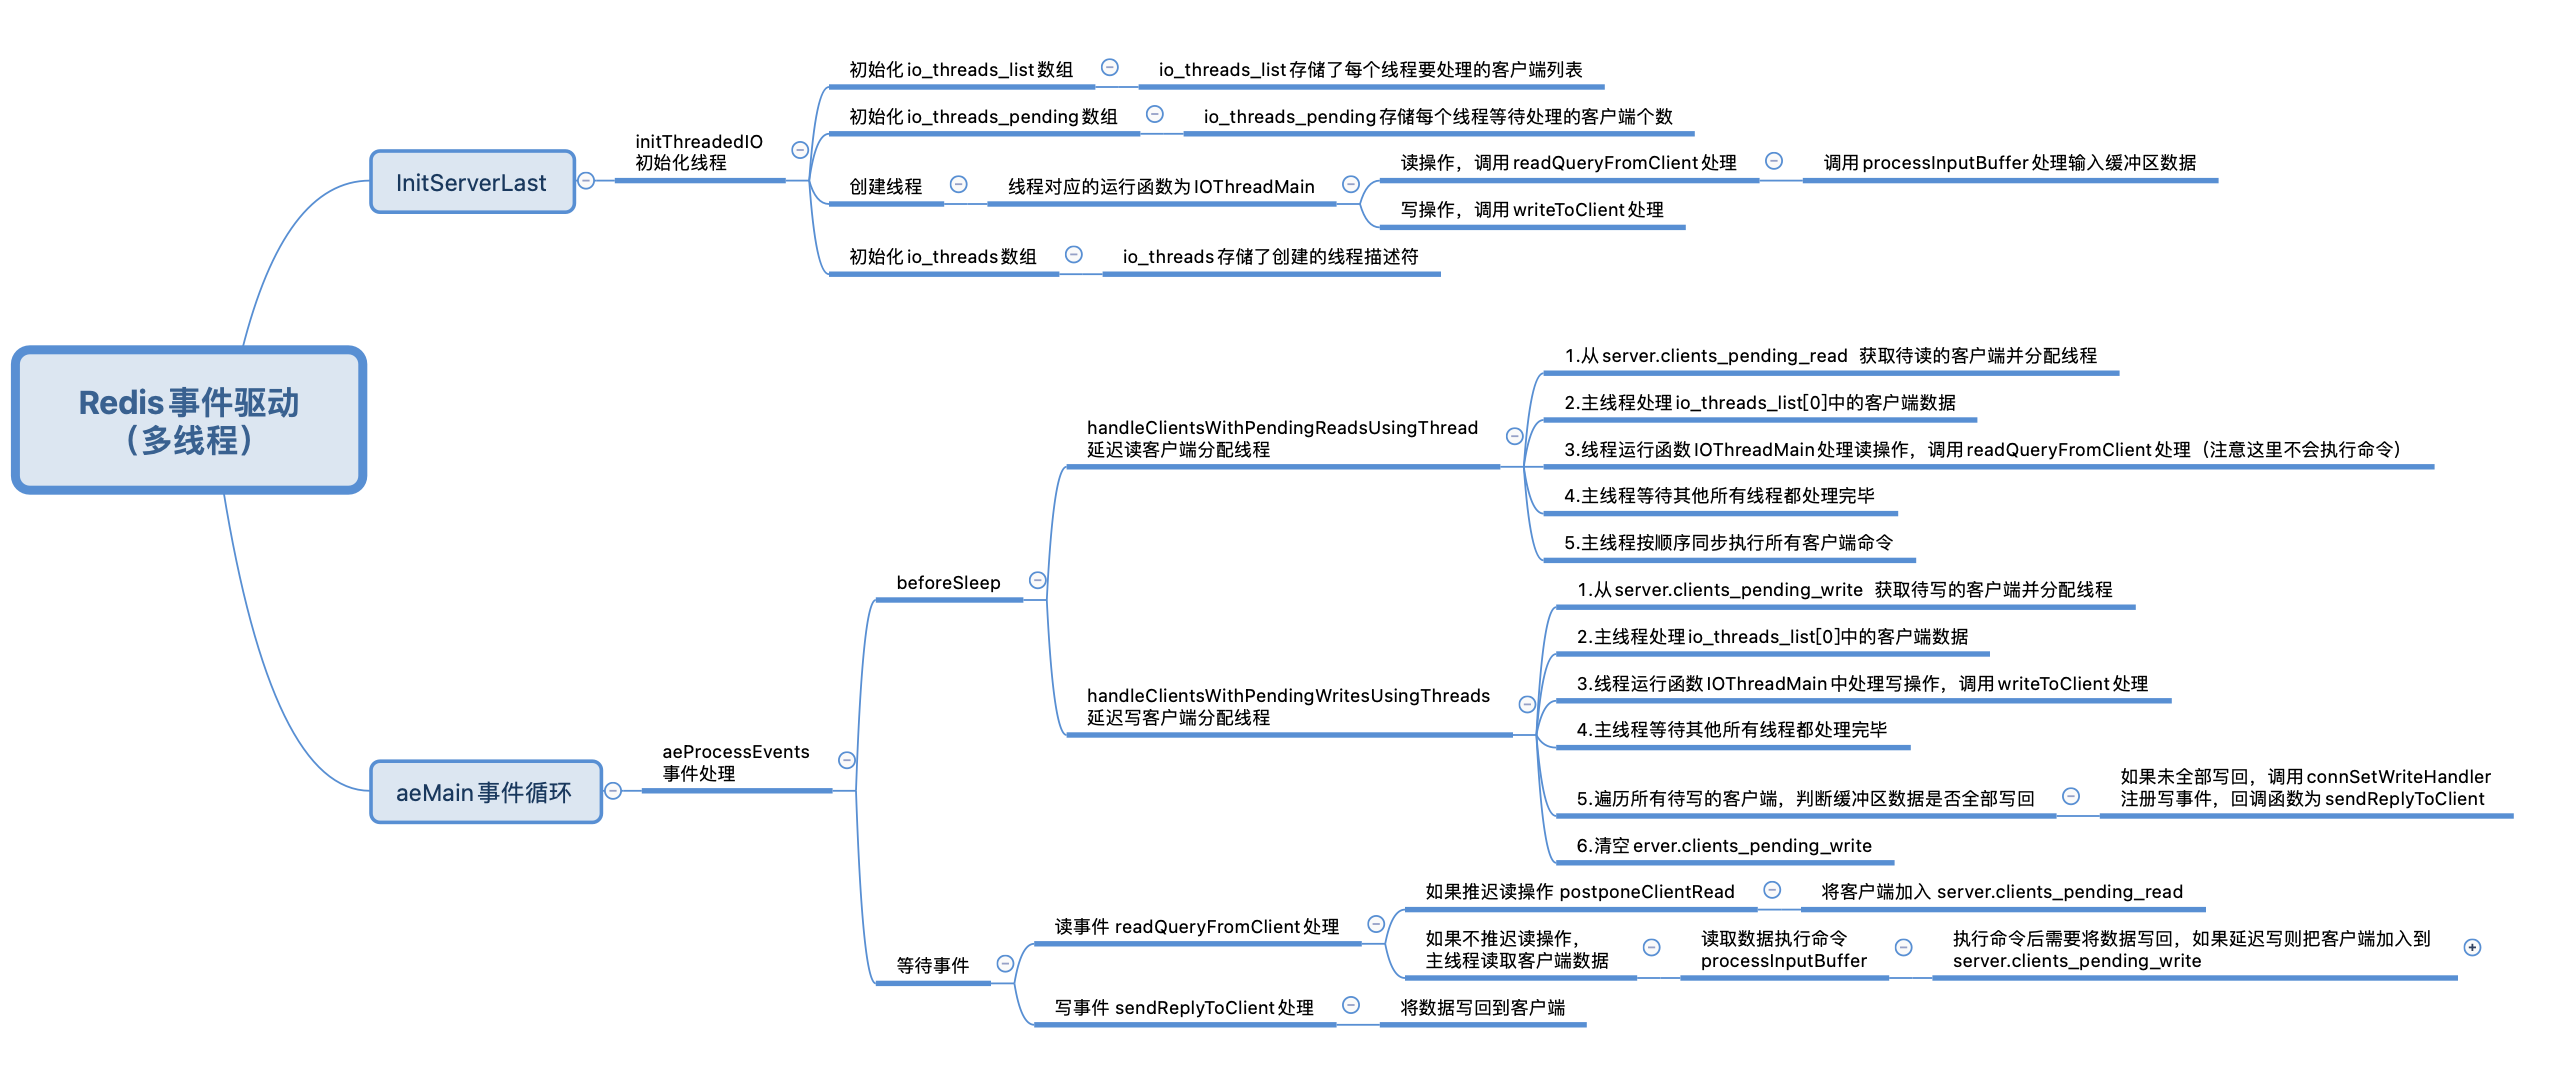 Redis事件驱动
（多线程）
InitServerLast
initThreadedIO
初始化线程
初始化io_threads_list数组
io_threads_list存储了每个线程要处理的客户端列表
初始化io_threads_pending数组
io_threads_pending存储每个线程等待处理的客户端个数
创建线程
线程对应的运行函数为IOThreadMain
读操作，调用readQueryFromClient处理
调用processInputBuffer处理输入缓冲区数据
写操作，调用writeToClient处理
初始化io_threads数组
io_threads存储了创建的线程描述符
aeMain事件循环
aeProcessEvents
事件处理
beforeSleep
handleClientsWithPendingReadsUsingThread
延迟读客户端分配线程
1.从server.clients_pending_read 获取待读的客户端并分配线程
2.主线程处理io_threads_list[0]中的客户端数据
3.线程运行函数IOThreadMain处理读操作，调用readQueryFromClient处理（注意这里不会执行命令）
4.主线程等待其他所有线程都处理完毕
5.主线程按顺序同步执行所有客户端命令
handleClientsWithPendingWritesUsingThreads
延迟写客户端分配线程
1.从server.clients_pending_write 获取待写的客户端并分配线程
2.主线程处理io_threads_list[0]中的客户端数据
3.线程运行函数IOThreadMain中处理写操作，调用writeToClient处理
4.主线程等待其他所有线程都处理完毕
5.遍历所有待写的客户端，判断缓冲区数据是否全部写回
如果未全部写回，调用connSetWriteHandler
注册写事件，回调函数为sendReplyToClient
6.清空erver.clients_pending_write
等待事件
读事件 readQueryFromClient处理
如果推迟读操作 postponeClientRead
将客户端加入 server.clients_pending_read
如果不推迟读操作，
主线程读取客户端数据
读取数据执行命令
processInputBuffer
执行命令后需要将数据写回，如果延迟写则把客户端加入到
server.clients_pending_write
写事件 sendReplyToClient处理
将数据写回到客户端